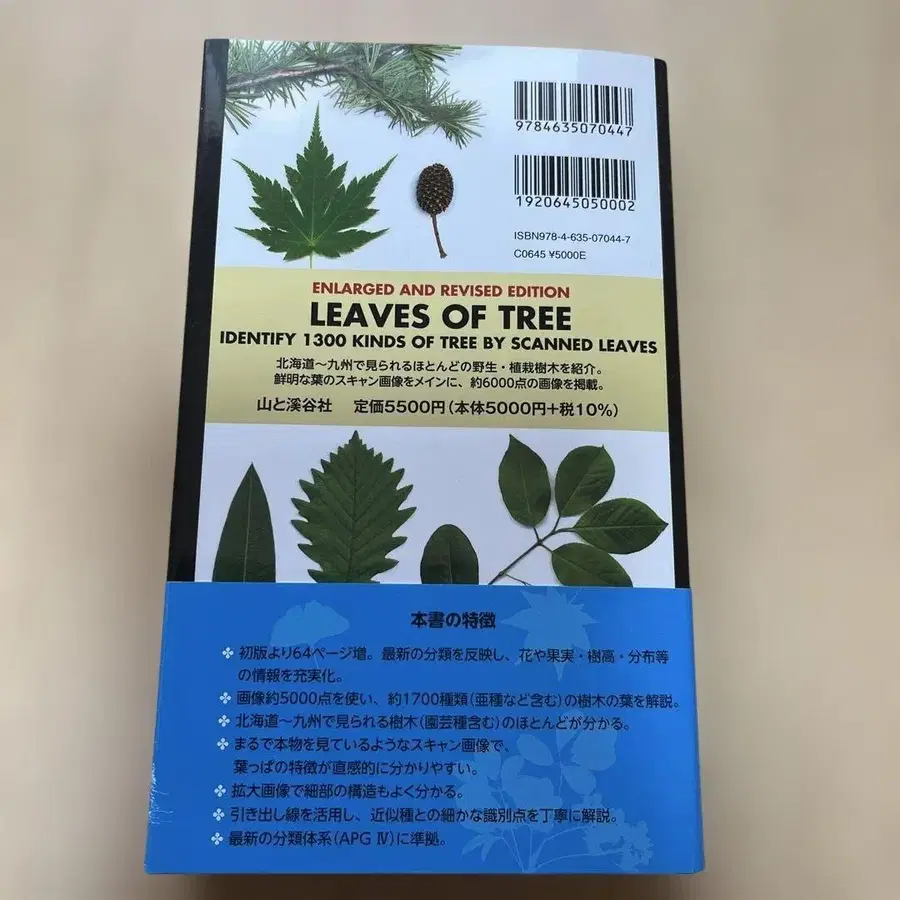 9784635070447
1920645050002
ISBN978-4-635-07044-7
C0645 ¥5000E
ENLARGED AND REVISED EDITION
LEAVES OF TREE
IDENTIFY 1300 KINDS OF TREE BY SCANNED LEAVES
北海道〜九州で見られるほとんどの野生・植栽樹木を紹介。
鮮明な葉のスキャン画像をメインに、約6000点の画像を掲載。
山と溪谷社 定価5500円(本体5000円+税10%)
本書の特徴
初版より64ページ増。最新の分類を反映し、花や果実・樹高・分布等
の情報を充実化。
画像約5000点を使い、約1700種類(亜種など含む)の樹木の葉を解説。
北海道〜九州で見られる樹木(園芸種含む)のほとんどが分かる。
まるで本物を見ているようなスキャン画像で、
葉っぱの特徴が直感的に分かりやすい。
拡大画像で細部の構造もよく分かる。
引き出し線を活用し、近似種との細かな識別点を丁寧に解説。
最新の分類体系(APG Ⅳ)に準拠。